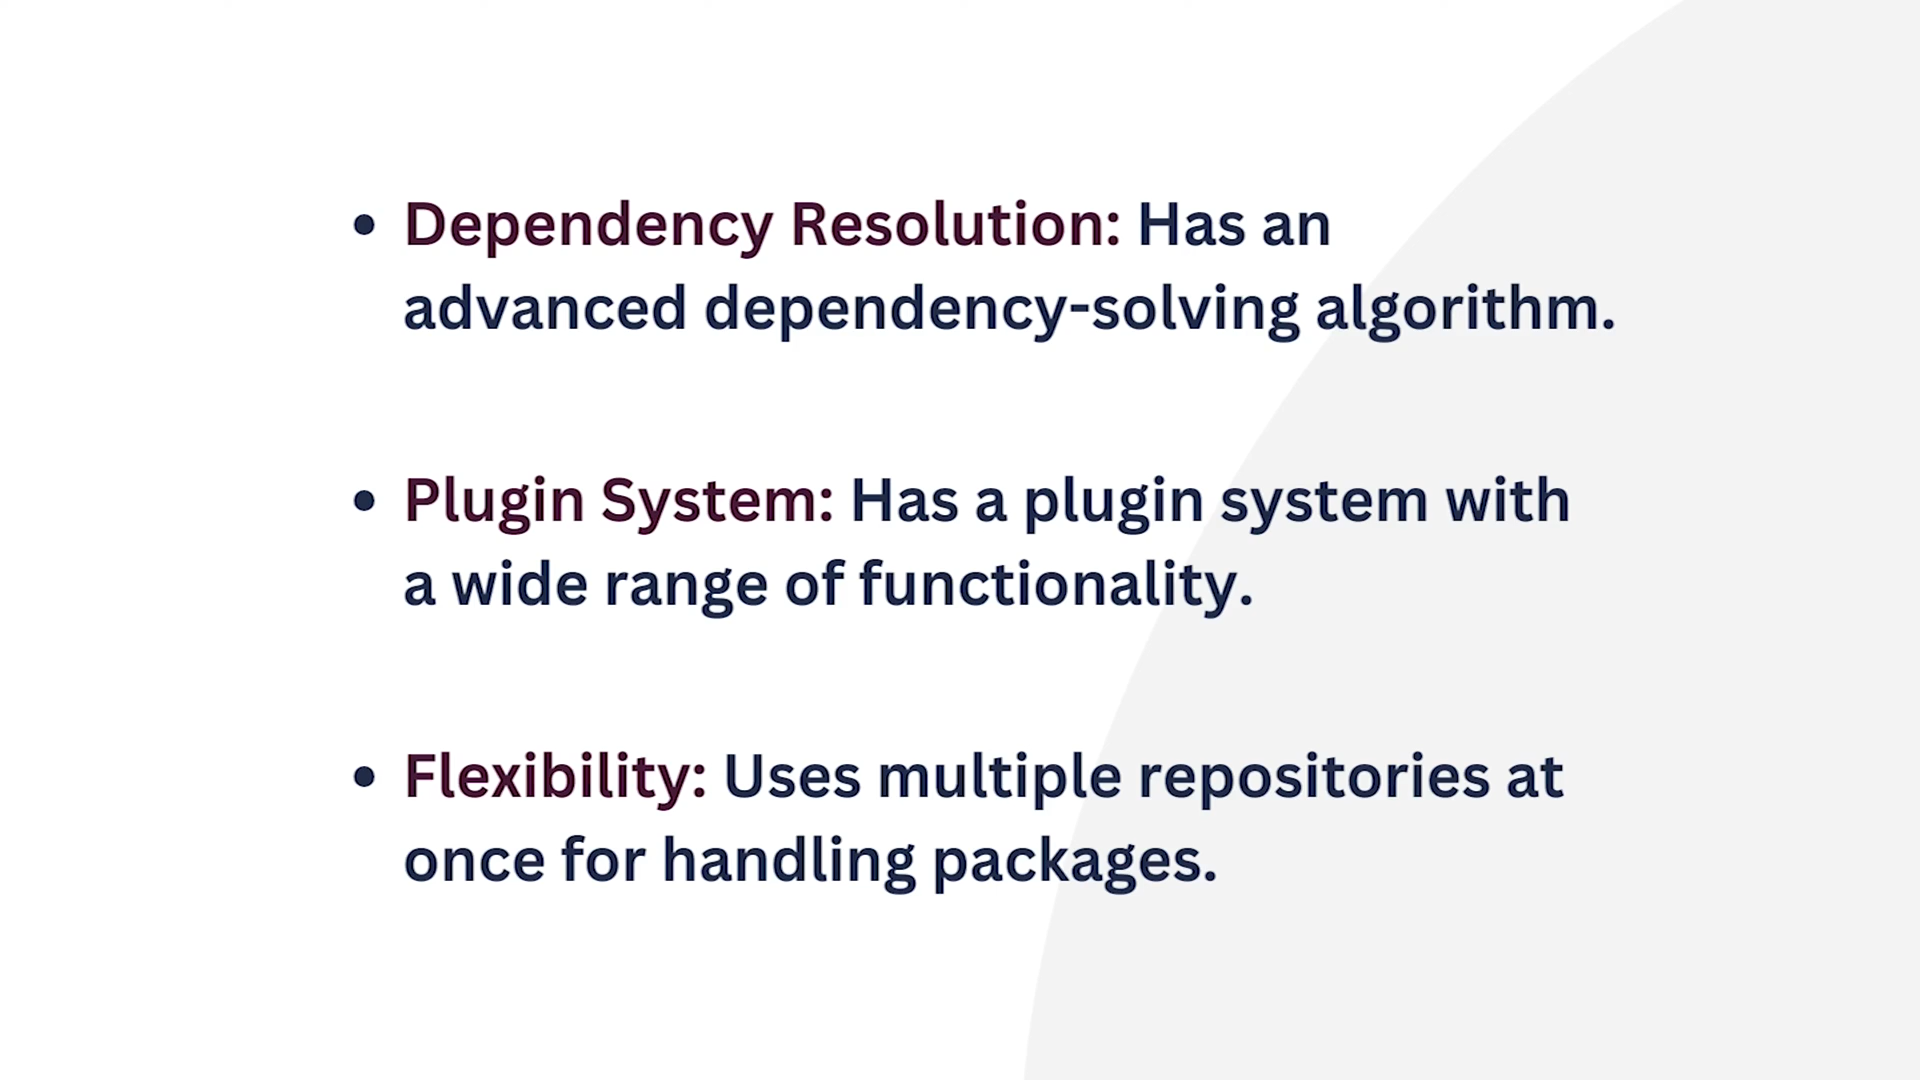 • Dependency Resolution: Has an
advanced dependency-solving algorithm.
• Plugin System: Has a plugin system with
a wide range of functionality.
• Flexibility: Uses multiple repositories at
once for handling packages.